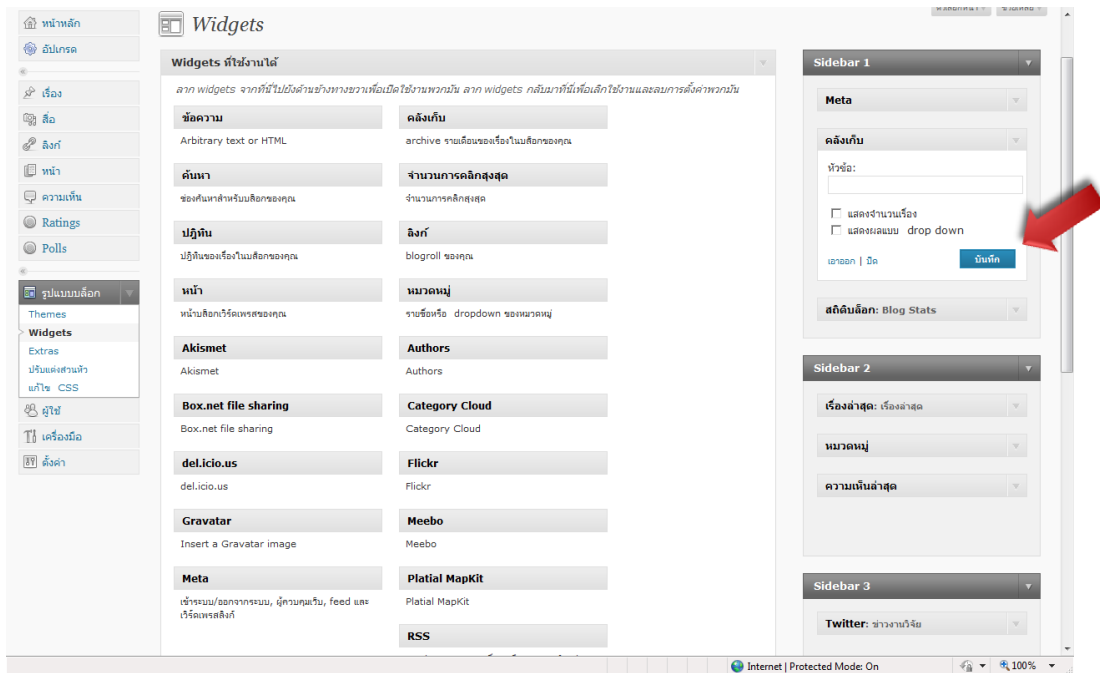 หน้าหลัก
อัปเกรด
เรื่อง
สื่อ
ลิงก์
หน้า
ความเห็น
Ratings
Polls
รูปแบบบล็อก
Themes
Widgets
Extras
ปรับแต่งส่วนหัว
แก้ไข CSS
ผู้ใช้
เครื่องมือ
ตั้งค่า
Widgets
Widgets ที่ใช้งานได้
ลาก widgets จากที่นี่ไปยังด้านข้างทางขวาเพื่อเปิดใช้งานพวกมัน ลาก widgets กลับมาที่นี่เพื่อเลิกใช้งานและลบการตั้งค่าพวกมัน
ข้อความ
Arbitrary text or HTML
คลังเก็บ
archive รายเดือนของเรื่องในบล็อกของคุณ
ค้นหา
ช่องค้นหาสำหรับบล็อกของคุณ
จำนวนการคลิกสูงสุด
จำนวนการคลิกสูงสุด
ปฏิทิน
ปฏิทินของเรื่องในบล็อกของคุณ
ลิงก์
blogroll ของคุณ
หน้า
หน้าบล็อกเวิร์ดเพรสของคุณ
หมวดหมู่
รายชื่อหรือ dropdown ของหมวดหมู่
Akismet
Akismet
Authors
Authors
Box.net file sharing
Box.net file sharing
Category Cloud
Category Cloud
del.icio.us
del.icio.us
Flickr
Flickr
Gravatar
Insert a Gravatar image
Meebo
Meebo
Meta
เข้าระบบ/ออกจากระบบ, ผู้ควบคุมเว็บ, feed และ
เวิร์ดเพรสลิงก์
Platial MapKit
Platial MapKit
RSS
Sidebar 1
Meta
คลังเก็บ
หัวข้อ:
แสดงจำนวนเรื่อง
แสดงผลแบบ drop down
เอาออก | ปิด
บันทึก
สถิติบล็อก: Blog Stats
Sidebar 2
เรื่องล่าสุด: เรื่องล่าสุด
หมวดหมู่
ความเห็นล่าสุด
Sidebar 3
Twitter: ข่าวงานวิจัย
Internet | Protected Mode: On
100%